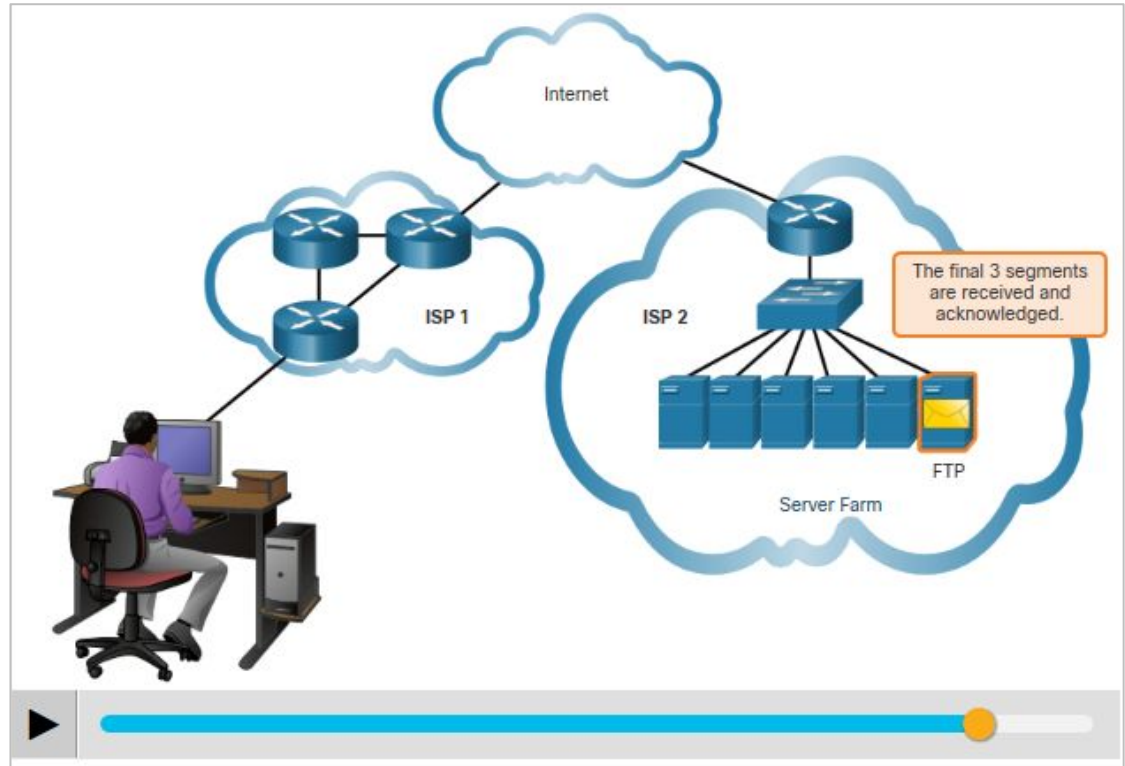 Internet
ISP 1
ISP 2
The final 3 segments
are received and
acknowledged.
FTP
Server Farm